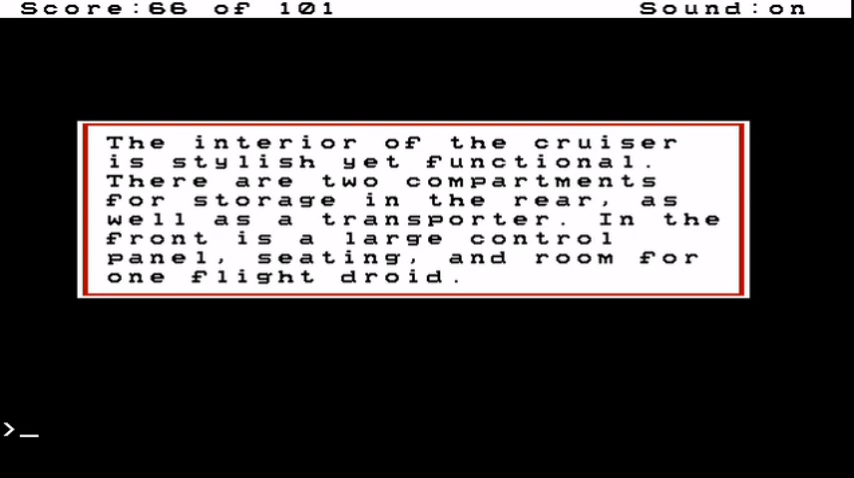 Score:66 of 101 Sound:on
The interior of the cruiser
is stylish yet functional.
There are two compartments
for storage in the rear, as
well as a transporter. In the
front is a large control
panel, seating, and room for
one flight droid.
>_